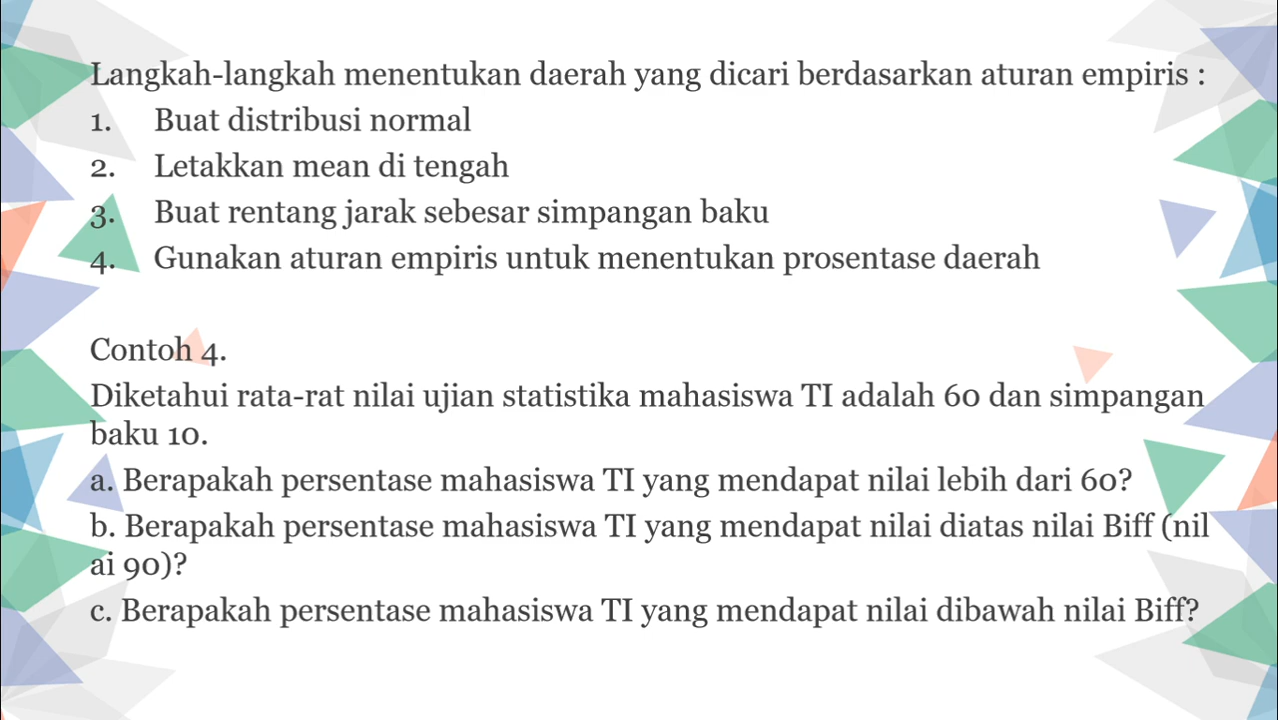 Langkah-langkah menentukan daerah yang dicari berdasarkan aturan empiris :
1. Buat distribusi normal
2. Letakkan mean di tengah
3. Buat rentang jarak sebesar simpangan baku
4. Gunakan aturan empiris untuk menentukan prosentase daerah
Contoh 4.
Diketahui rata-rat nilai ujian statistika mahasiswa TI adalah 60 dan simpangan
baku 10.
a. Berapakah persentase mahasiswa TI yang mendapat nilai lebih dari 60?
b. Berapakah persentase mahasiswa TI yang mendapat nilai diatas nilai Biff (nil
ai 90)?
c. Berapakah persentase mahasiswa TI yang mendapat nilai dibawah nilai Biff?